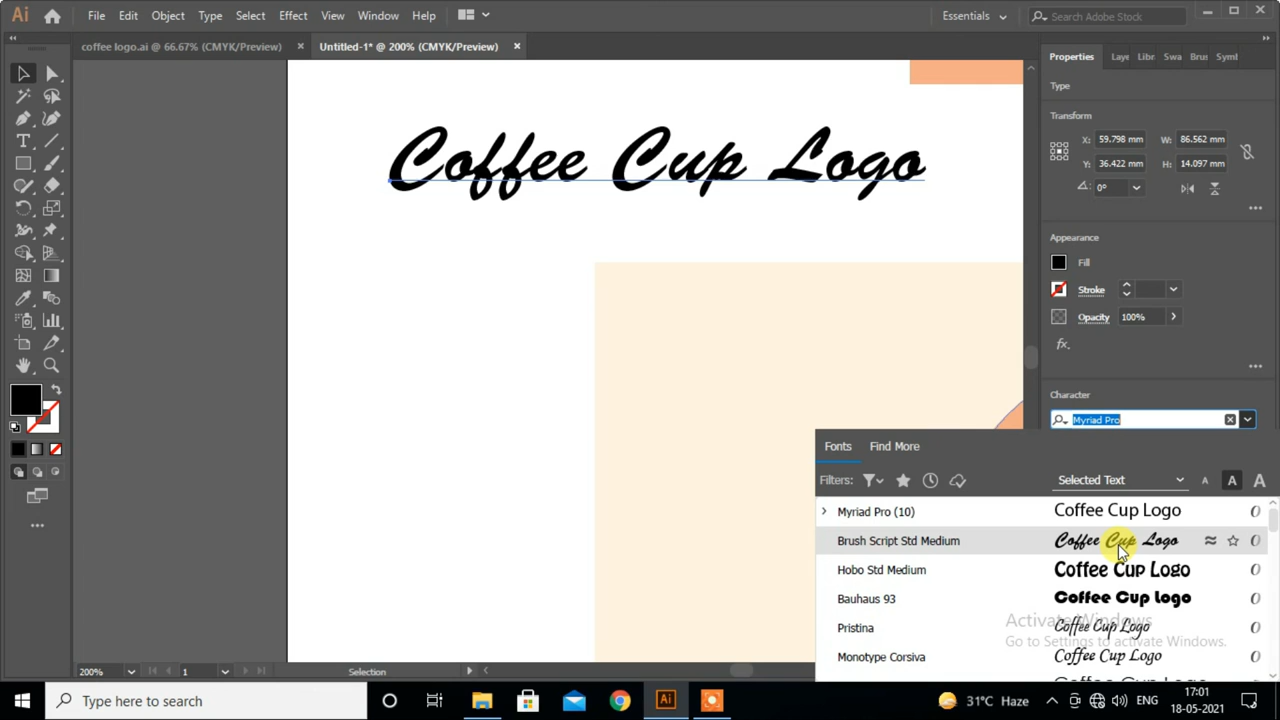 Ai File Edit Object Type Select Effect View Window Help Essentials Search Adobe Stock
coffee logo.ai @ 66.67% (CMYK/Preview) × Untitled-1* @ 200% (CMYK/Preview) ×
Properties Laye Libr Swa Brus Symb
Type
Transform
X: 59.798 mm W: 86.562 mm
Y: 36.422 mm H: 14.097 mm
0°
Coffee Cup Logo
Appearance
Fill
Stroke
Opacity 100%
fx.
Character
Myriad Pro
Fonts Find More
Filters: Selected Text A A A
Myriad Pro (10) Coffee Cup Logo
Brush Script Std Medium Coffee Cup Logo
Hobo Std Medium Coffee Cup Logo
Bauhaus 93 Coffee Cup Logo
Pristina Coffee Cup Logo
Monotype Corsiva Coffee Cup Logo
Activate Windows
Go to Settings to activate Windows.
200% 1 Selection
Type here to search
Ai
31°C Haze ENG 17:01
18-05-2021